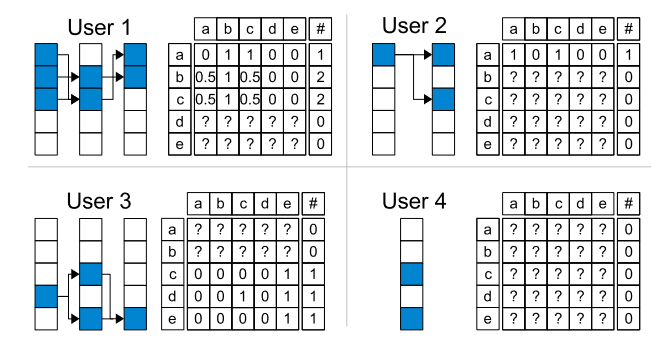 User 1
a b c d e #
a 0 1 1 0 0 1
b 0.5 1 0.5 0 0 2
c 0.5 1 0.5 0 0 2
d ? ? ? ? ? 0
e ? ? ? ? ? 0
User 2
a b c d e #
a 1 0 1 0 0 1
b ? ? ? ? ? 0
c ? ? ? ? ? 0
d ? ? ? ? ? 0
e ? ? ? ? ? 0
User 3
a b c d e #
a ? ? ? ? ? 0
b ? ? ? ? ? 0
c 0 0 0 0 1 1
d 0 0 1 0 1 1
e 0 0 0 0 1 1
User 4
a b c d e #
a ? ? ? ? ? 0
b ? ? ? ? ? 0
c ? ? ? ? ? 0
d ? ? ? ? ? 0
e ? ? ? ? ? 0